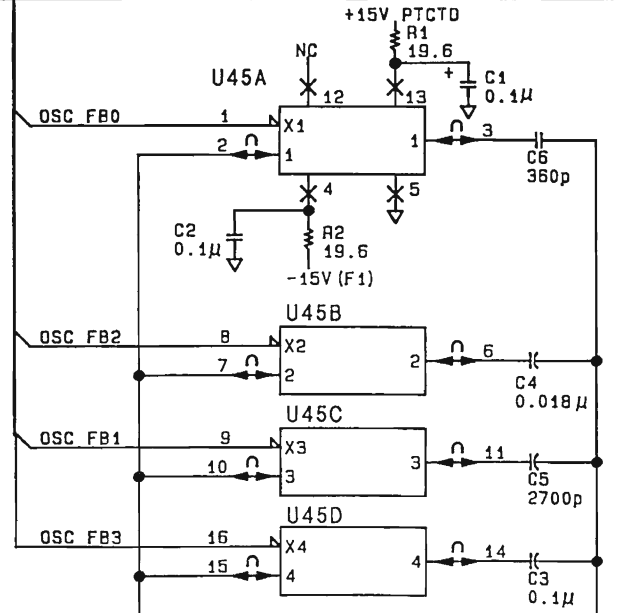 +15V PTCTD
R1
19.6
NC
U45A
+
C1
0.1µ
12
13
OSC FB0
1
X1
2
∩
1
1
∩
3
C6
360p
4
5
C2
0.1µ
R2
19.6
-15V(F1)
U45B
OSC FB2
8
X2
7
∩
2
2
∩
6
C4
0.018µ
U45C
OSC FB1
9
X3
10
∩
3
3
∩
11
C5
2700p
U45D
OSC FB3
16
X4
15
∩
4
4
∩
14
C3
0.1µ